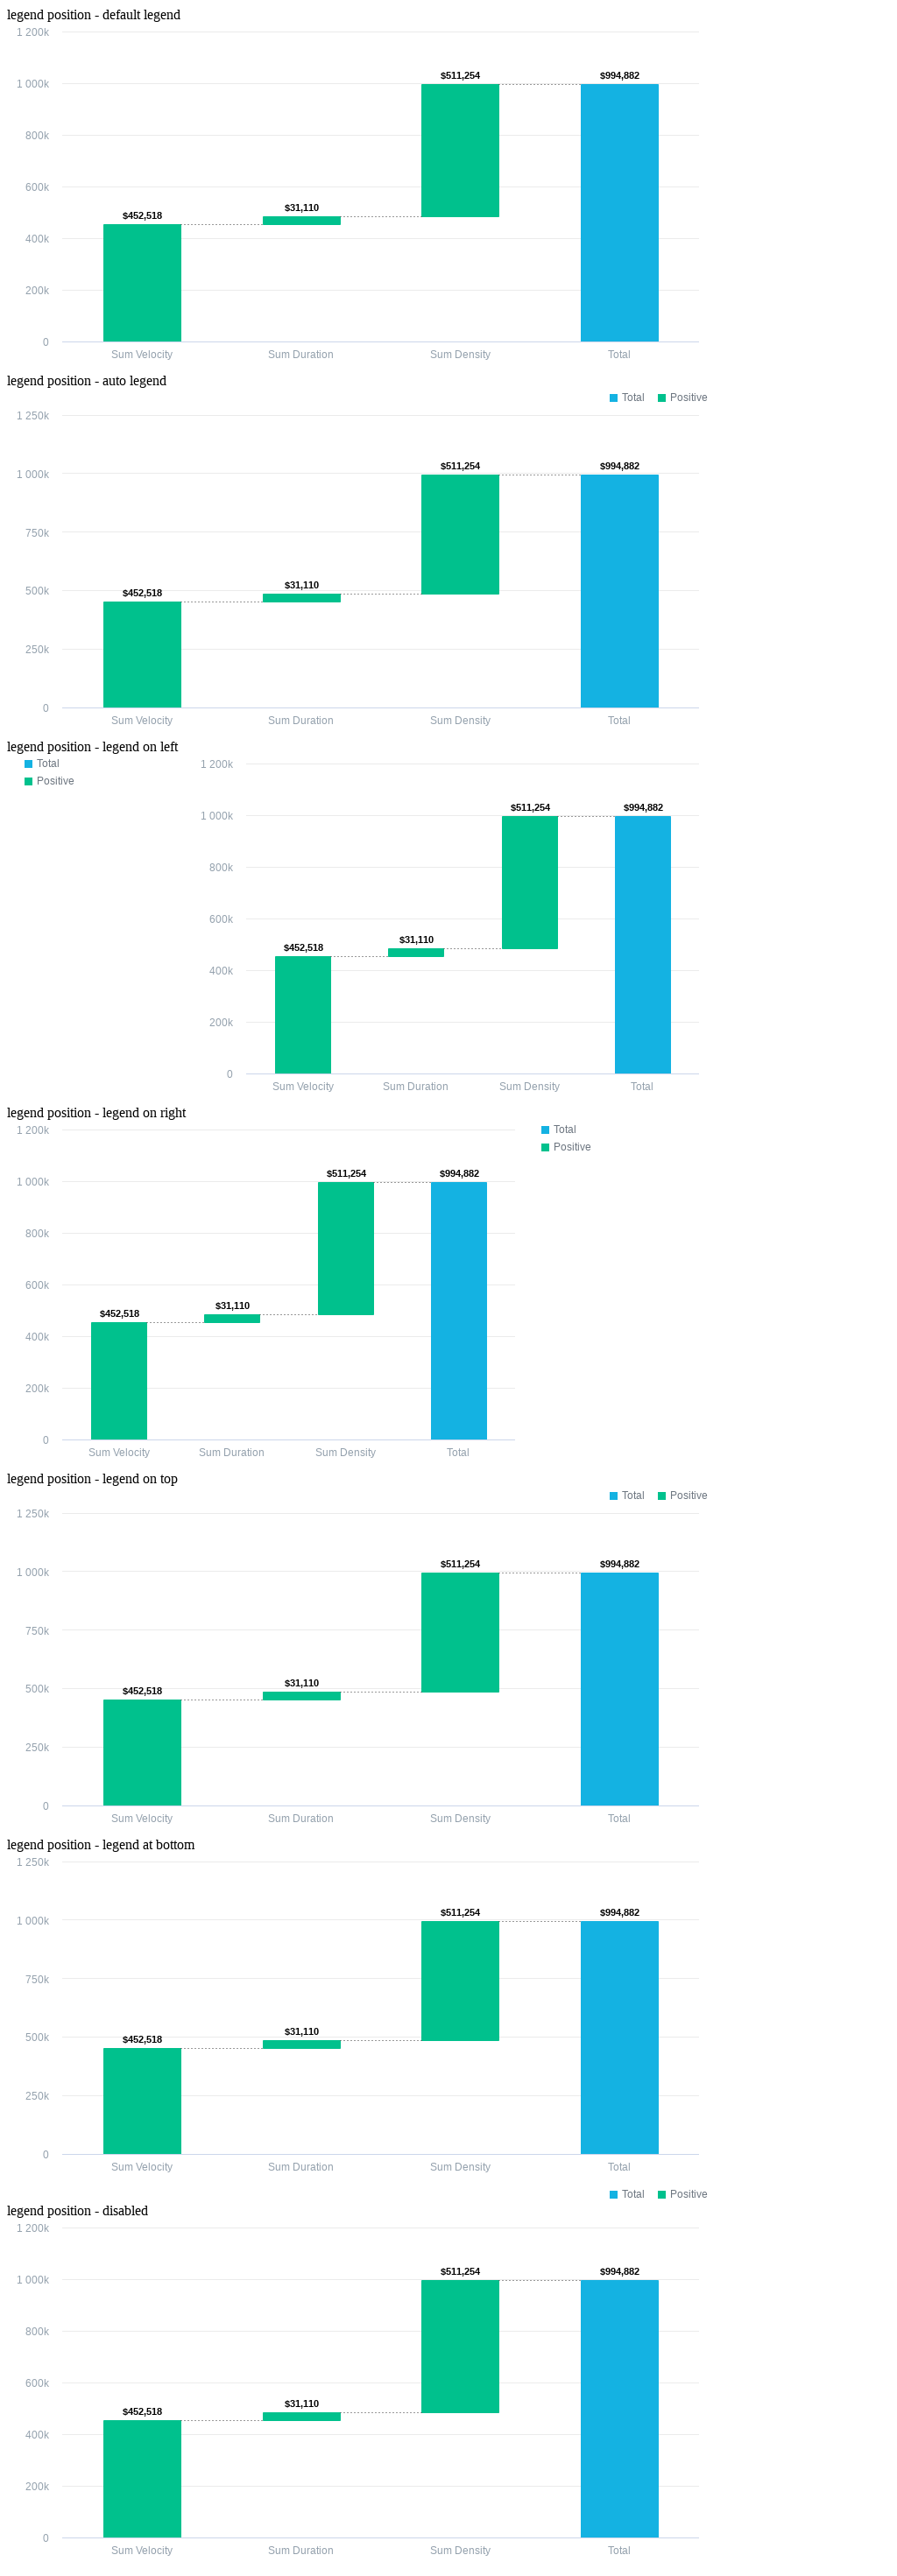 legend position - default legend
1 200k
1 000k
800k
600k
400k
200k
0
$452,518
$31,110
$511,254
$994,882
Sum Velocity Sum Duration Sum Density Total
legend position - auto legend
Total Positive
1 250k
1 000k
750k
500k
250k
0
$452,518
$31,110
$511,254
$994,882
Sum Velocity Sum Duration Sum Density Total
legend position - legend on left
Total
Positive
1 200k
1 000k
800k
600k
400k
200k
0
$452,518
$31,110
$511,254
$994,882
Sum Velocity Sum Duration Sum Density Total
legend position - legend on right
Total
Positive
1 200k
1 000k
800k
600k
400k
200k
0
$452,518
$31,110
$511,254
$994,882
Sum Velocity Sum Duration Sum Density Total
legend position - legend on top
Total Positive
1 250k
1 000k
750k
500k
250k
0
$452,518
$31,110
$511,254
$994,882
Sum Velocity Sum Duration Sum Density Total
legend position - legend at bottom
1 250k
1 000k
750k
500k
250k
0
$452,518
$31,110
$511,254
$994,882
Sum Velocity Sum Duration Sum Density Total
Total Positive
legend position - disabled
1 200k
1 000k
800k
600k
400k
200k
0
$452,518
$31,110
$511,254
$994,882
Sum Velocity Sum Duration Sum Density Total